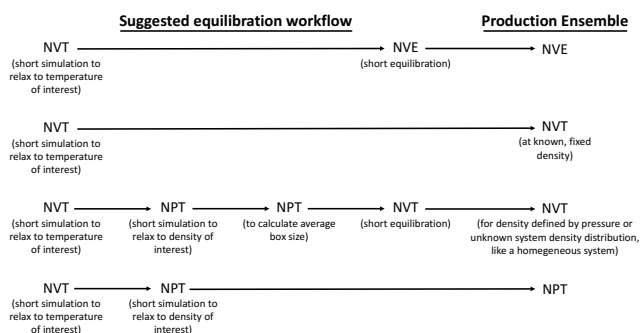 Suggested equilibration workflow
Production Ensemble
NVT
NVE
NVE
(short simulation to
relax to temperature
of interest)
(short equilibration)
NVT
NVT
(short simulation to
relax to temperature
of interest)
(at known, fixed
density)
NVT
NPT
NPT
NVT
NVT
(short simulation to
relax to temperature
of interest)
(short simulation to
relax to density of
interest)
(to calculate average
box size)
(short equilibration)
(for density defined by pressure or
unknown system density distribution,
like a homegeneous system)
NVT
NPT
NPT
(short simulation to
relax to temperature
of interest)
(short simulation to
relax to density of
interest)